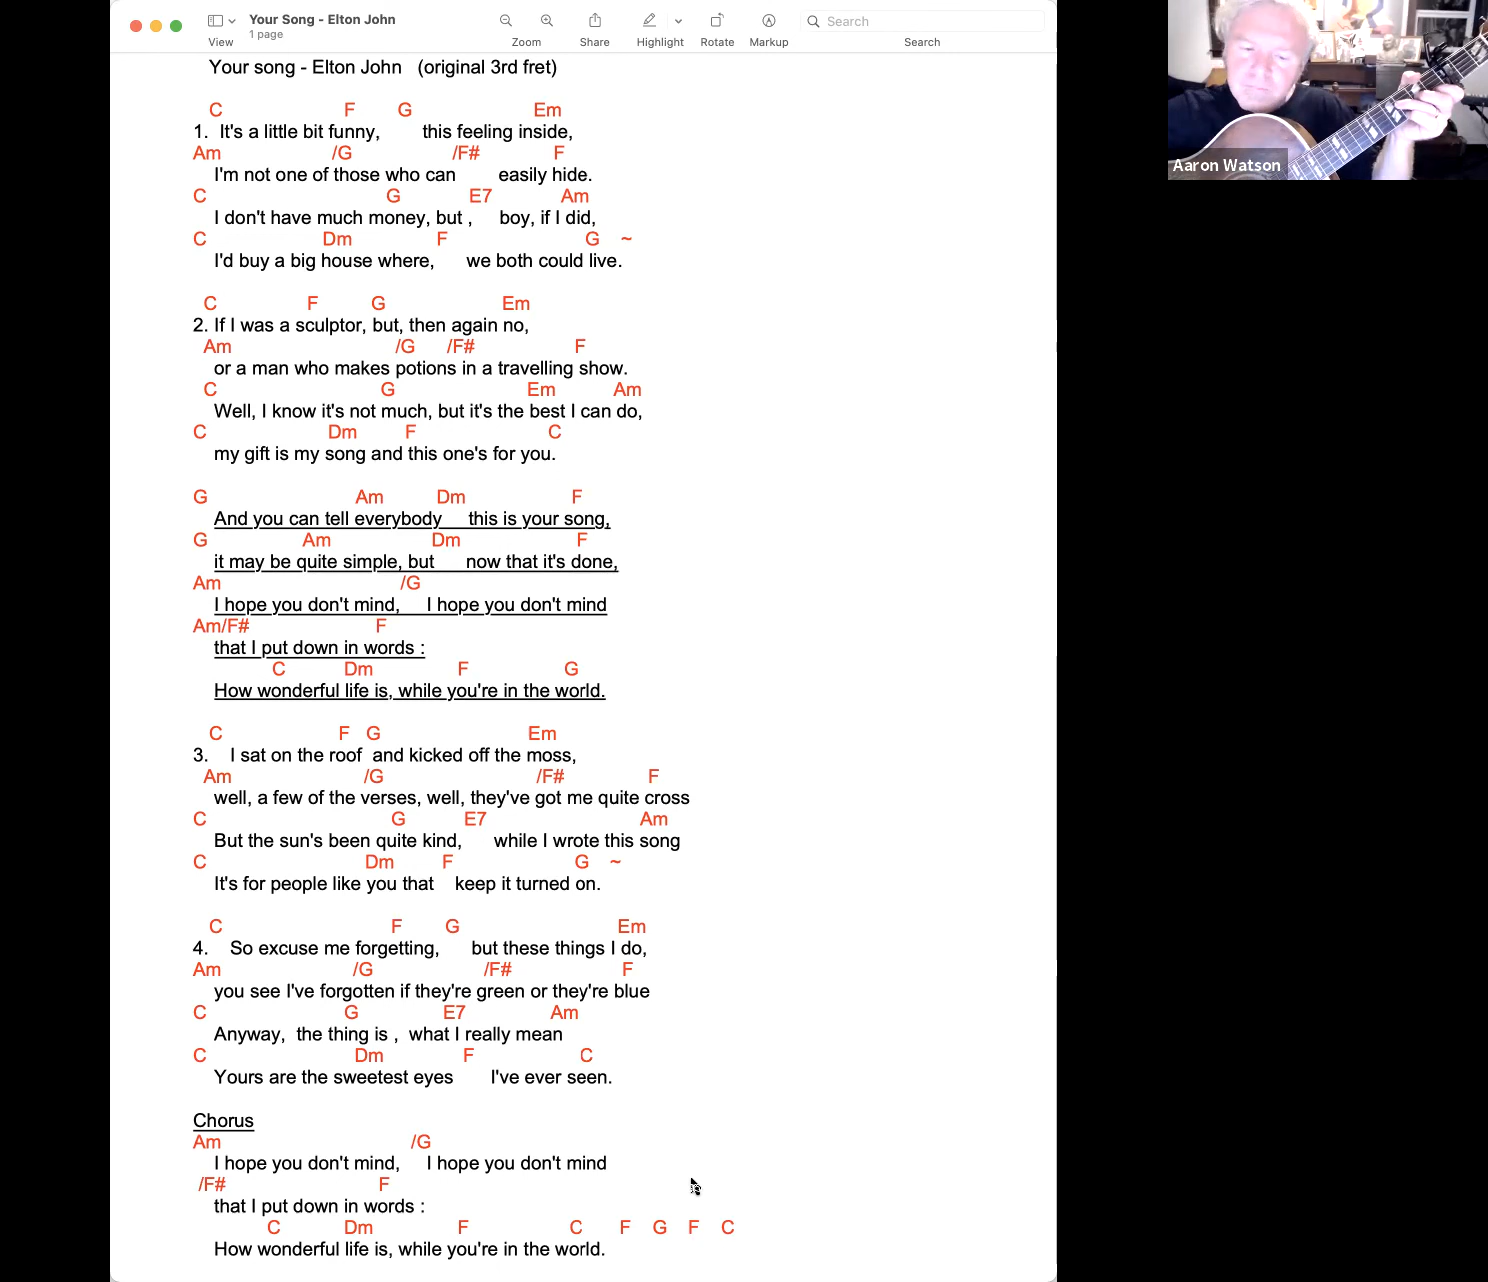 Your Song - Elton John
1 page
View
Zoom
Share
Highlight
Rotate
Markup
Search
Search
Your song - Elton John (original 3rd fret)
C F G Em
1. It's a little bit funny, this feeling inside,
Am /G /F# F
I'm not one of those who can easily hide.
C G E7 Am
I don't have much money, but , boy, if I did,
C Dm F G ~
I'd buy a big house where, we both could live.
C F G Em
2. If I was a sculptor, but, then again no,
Am /G /F# F
or a man who makes potions in a travelling show.
C G Em Am
Well, I know it's not much, but it's the best I can do,
C Dm F C
my gift is my song and this one's for you.
G Am Dm F
And you can tell everybody this is your song,
G Am Dm F
it may be quite simple, but now that it's done,
Am /G
I hope you don't mind, I hope you don't mind
Am/F# F
that I put down in words :
C Dm F G
How wonderful life is, while you're in the world.
C F G Em
3. I sat on the roof and kicked off the moss,
Am /G /F# F
well, a few of the verses, well, they've got me quite cross
C G E7 Am
But the sun's been quite kind, while I wrote this song
C Dm F G ~
It's for people like you that keep it turned on.
C F G Em
4. So excuse me forgetting, but these things I do,
Am /G /F# F
you see I've forgotten if they're green or they're blue
C G E7 Am
Anyway, the thing is , what I really mean
C Dm F C
Yours are the sweetest eyes I've ever seen.
Chorus
Am /G
I hope you don't mind, I hope you don't mind
/F# F
that I put down in words :
C Dm F C F G F C
How wonderful life is, while you're in the world.
Aaron Watson